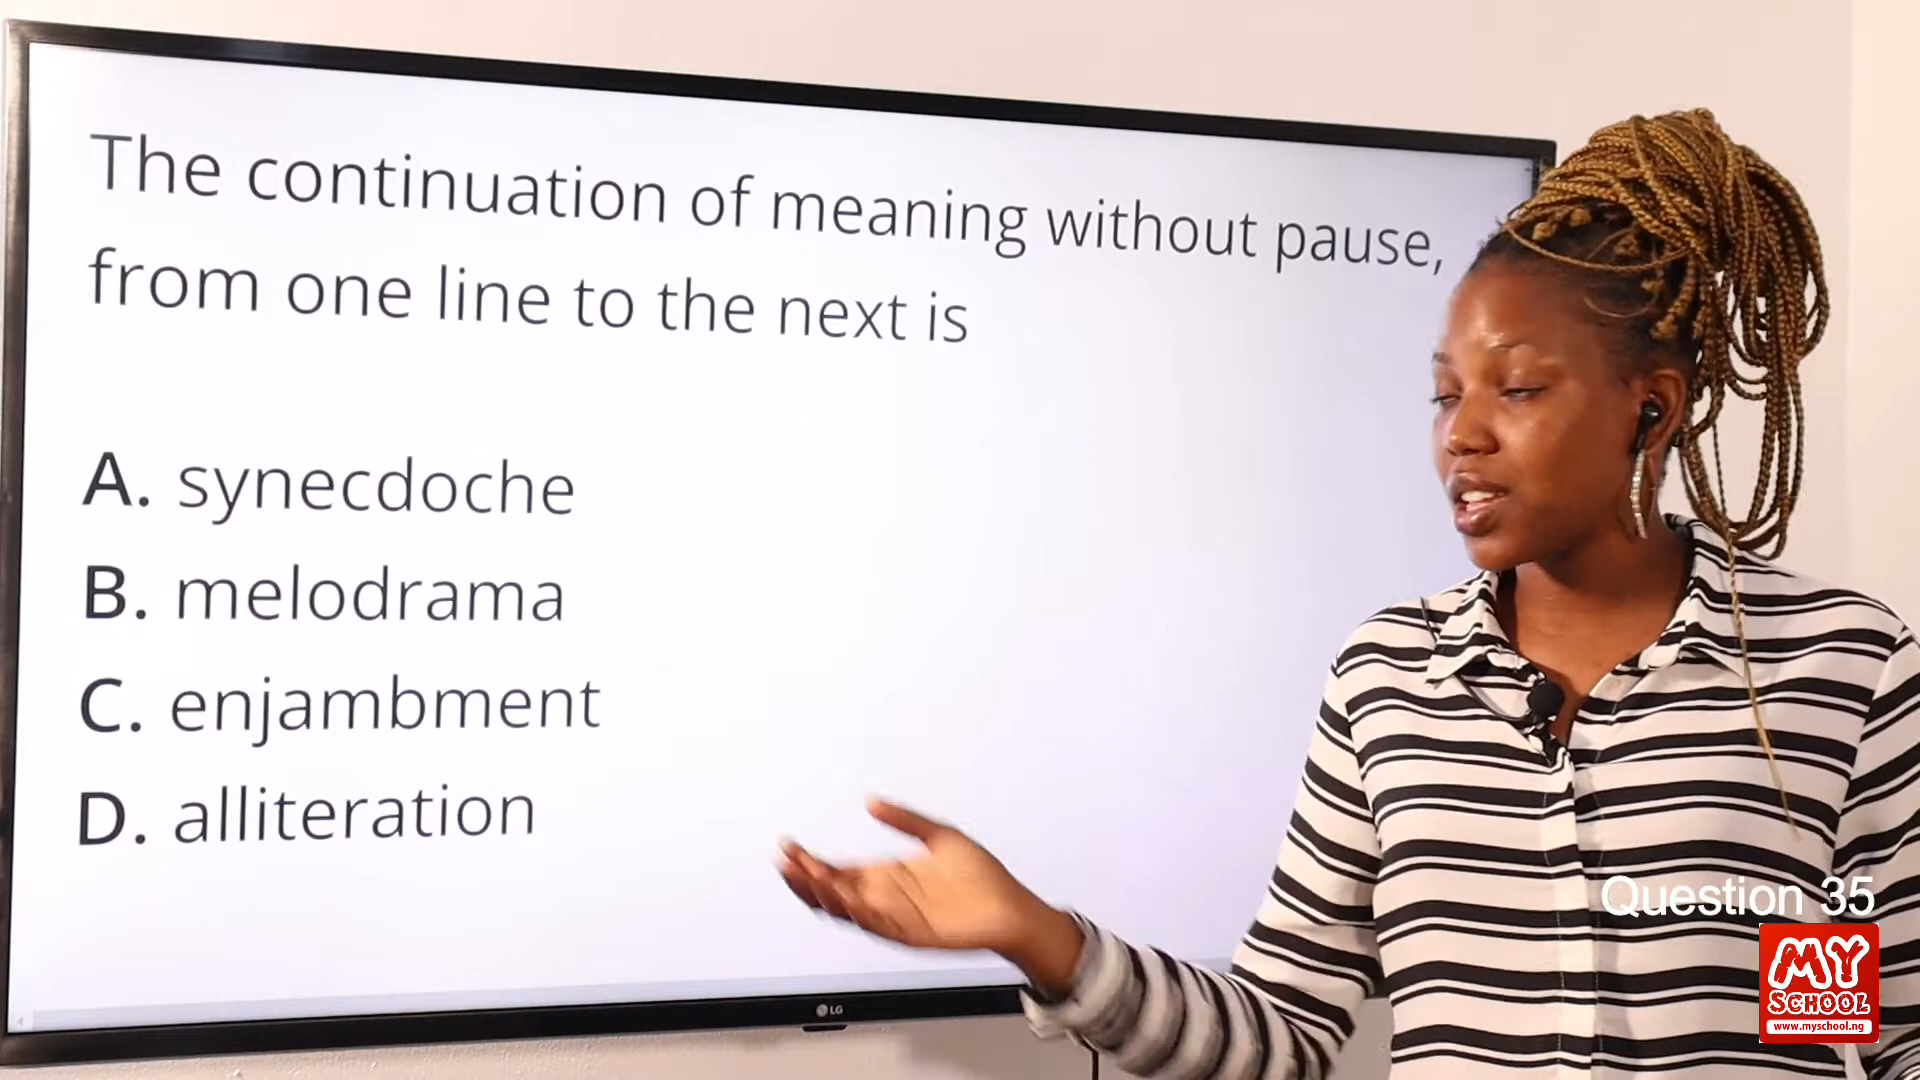 The continuation of meaning without pause,
from one line to the next is
A. synecdoche
B. melodrama
C. enjambment
D. alliteration
LG
Question 35
MY
SCHOOL
www.myschool.ng